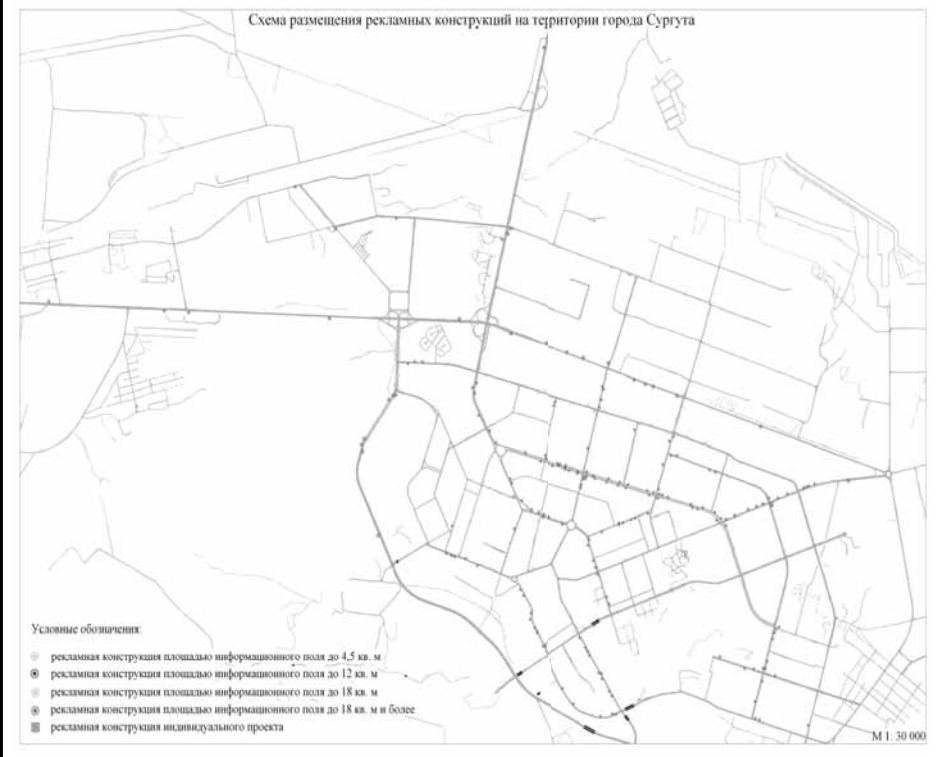 Схема размещения рекламных конструкций на территории города Сургута
Условные обозначения:
рекламная конструкция площадью информационного поля до 4,5 кв. м
рекламная конструкция площадью информационного поля до 12 кв. м
рекламная конструкция площадью информационного поля до 18 кв. м
рекламная конструкция площадью информационного поля до 18 кв. м и более
рекламная конструкция индивидуального проекта
М 1: 30 000